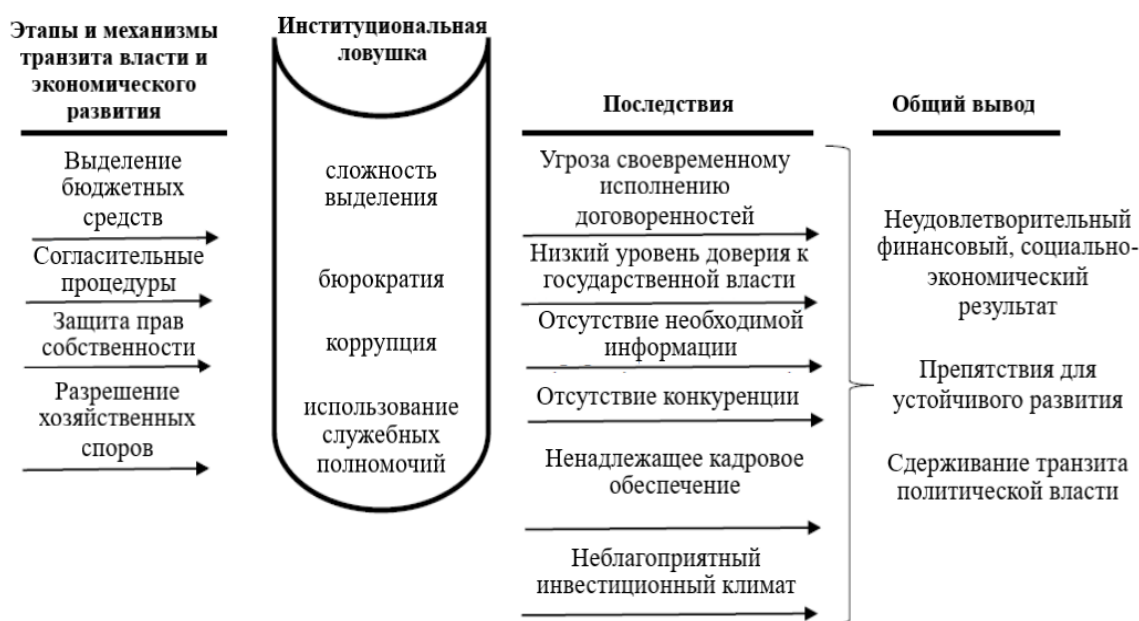 Этапы и механизмы
транзита власти и
экономического
развития
Выделение
бюджетных
средств
Согласительные
процедуры
Защита прав
собственности
Разрешение
хозяйственных
споров
Институциональная
ловушка
сложность
выделения
бюрократия
коррупция
использование
служебных
полномочий
Последствия
Угроза своевременному
исполнению
договоренностей
Низкий уровень доверия к
государственной власти
Отсутствие необходимой
информации
Отсутствие конкуренции
Ненадлежащее кадровое
обеспечение
Неблагоприятный
инвестиционный климат
Общий вывод
Неудовлетворительный
финансовый, социально-
экономический
результат
Препятствия для
устойчивого развития
Сдерживание транзита
политической власти